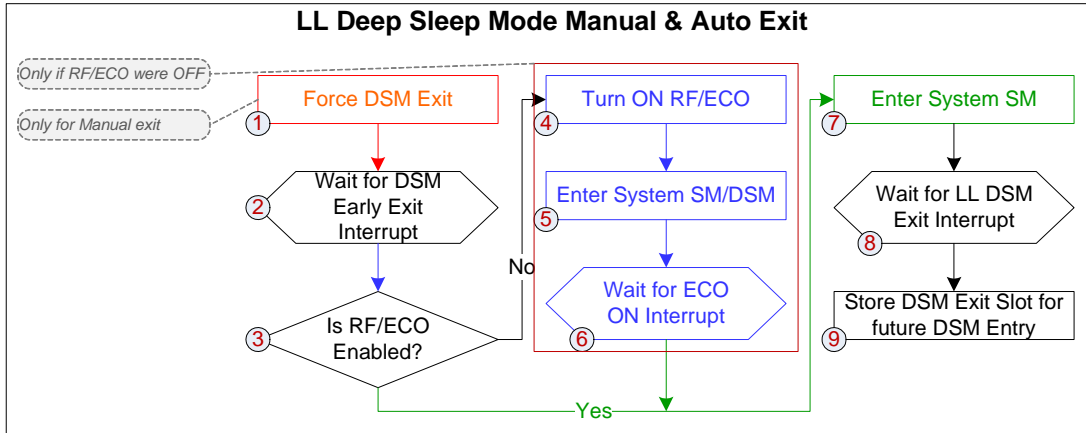 LL Deep Sleep Mode Manual & Auto Exit
Only if RF/ECO were OFF
Only for Manual exit
Force DSM Exit
1
Wait for DSM
Early Exit
Interrupt
2
Is RF/ECO
Enabled?
3
No
Turn ON RF/ECO
4
Enter System SM/DSM
5
Wait for ECO
ON Interrupt
6
Yes
Enter System SM
7
Wait for LL DSM
Exit Interrupt
8
Store DSM Exit Slot for
future DSM Entry
9